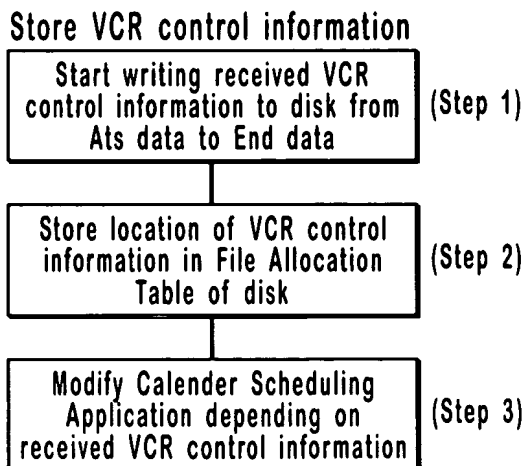 Store VCR control information
Start writing received VCR
control information to disk from
Ats data to End data
(Step 1)
Store location of VCR control
information in File Allocation
Table of disk
(Step 2)
Modify Calender Scheduling
Application depending on
received VCR control information
(Step 3)